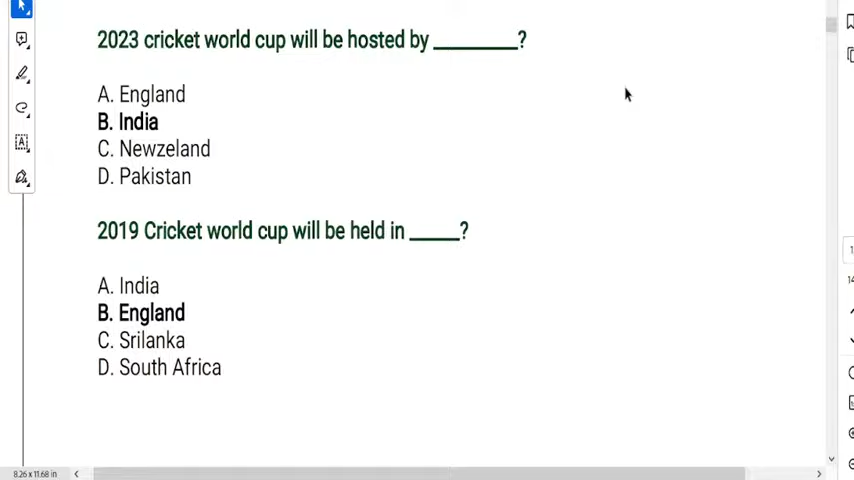 2023 cricket world cup will be hosted by ________?
A. England
B. India
C. Newzeland
D. Pakistan
2019 Cricket world cup will be held in _____?
A. India
B. England
C. Srilanka
D. South Africa
8.26 x 11.68 in